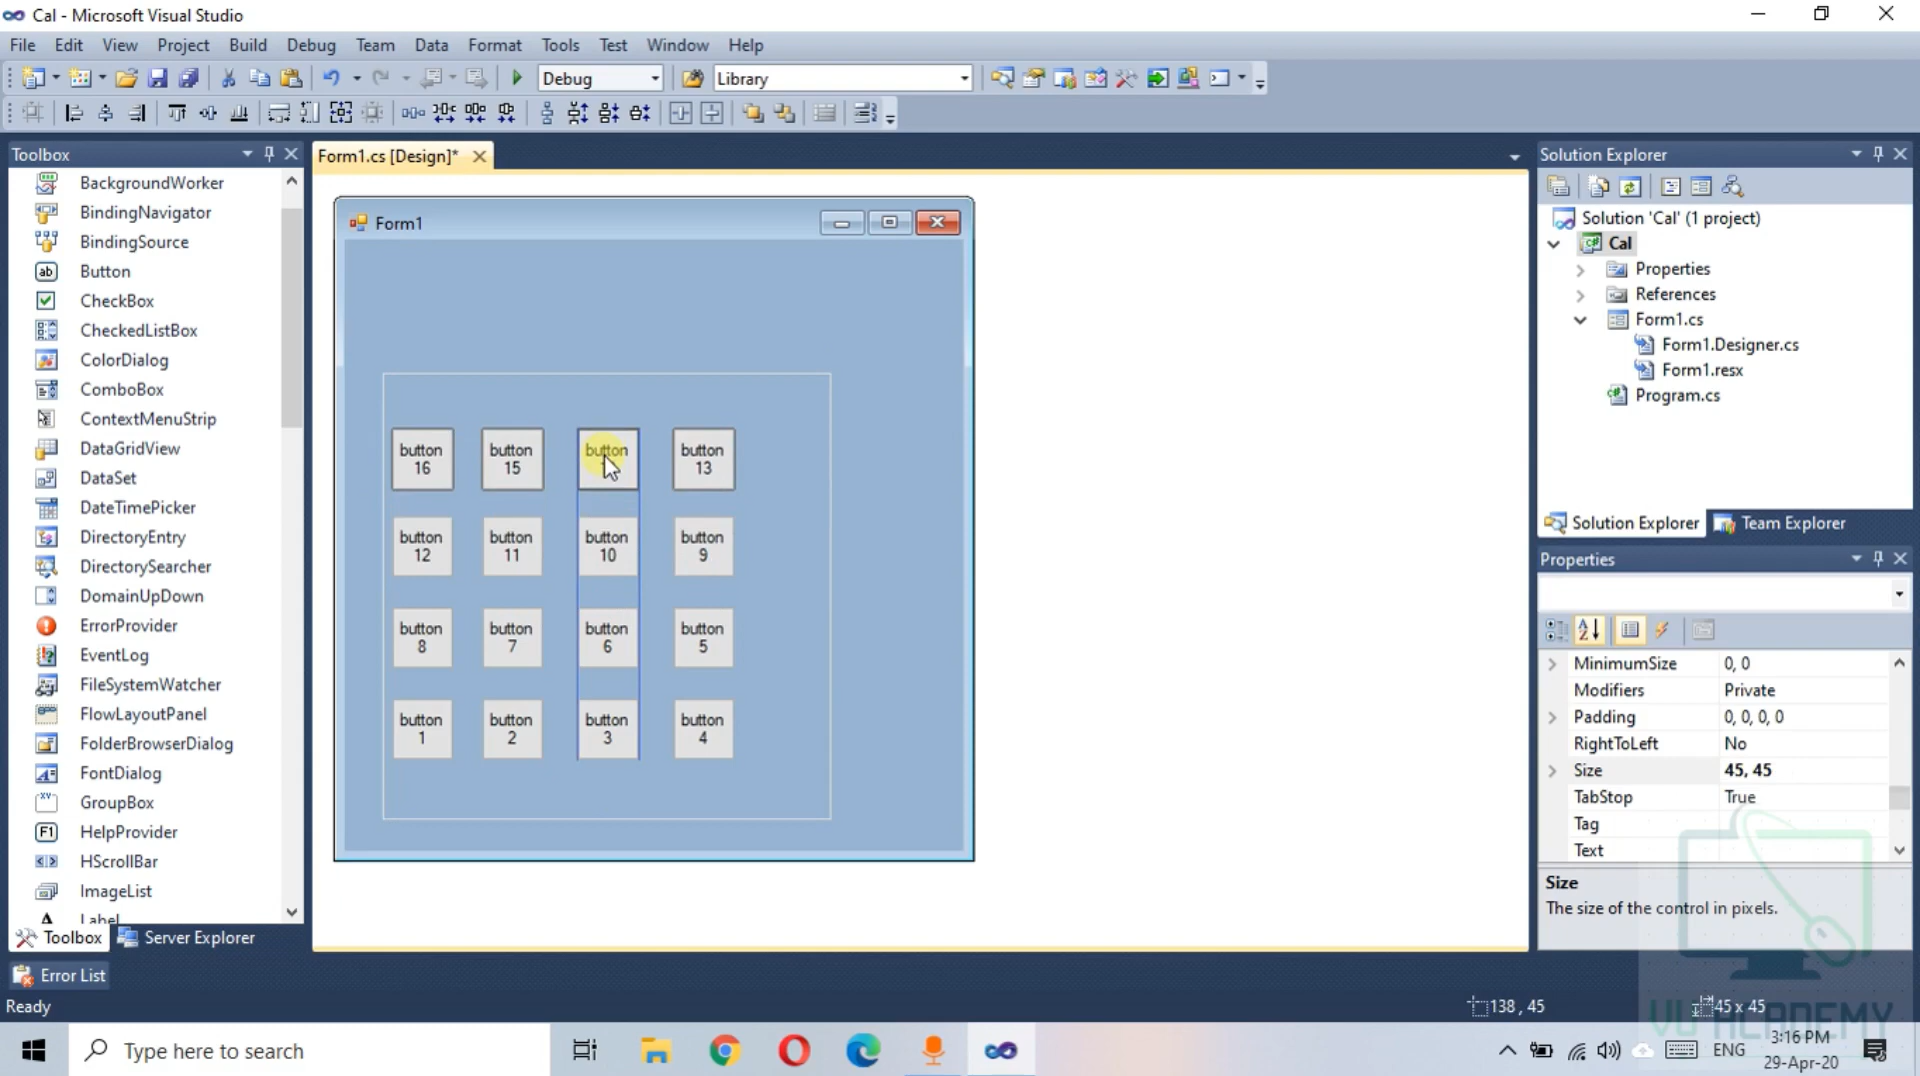 Cal - Microsoft Visual Studio
File Edit View Project Build Debug Team Data Format Tools Test Window Help
Debug Library
Toolbox
BackgroundWorker
BindingNavigator
BindingSource
Button
CheckBox
CheckedListBox
ColorDialog
ComboBox
ContextMenuStrip
DataGridView
DataSet
DateTimePicker
DirectoryEntry
DirectorySearcher
DomainUpDown
ErrorProvider
EventLog
FileSystemWatcher
FlowLayoutPanel
FolderBrowserDialog
FontDialog
GroupBox
HelpProvider
HScrollBar
ImageList
Label
Toolbox Server Explorer
Form1.cs [Design]*
Form1
button 16 button 15 button button 13
button 12 button 11 button 10 button 9
button 8 button 7 button 6 button 5
button 1 button 2 button 3 button 4
Solution Explorer
Solution 'Cal' (1 project)
Cal
Properties
References
Form1.cs
Form1.Designer.cs
Form1.resx
Program.cs
Solution Explorer Team Explorer
Properties
MinimumSize 0, 0
Modifiers Private
Padding 0, 0, 0, 0
RightToLeft No
Size 45, 45
TabStop True
Tag
Text
Size
The size of the control in pixels.
Error List
Ready 138 , 45 45 x 45
VU ACADEMY
Type here to search
ENG
3:16 PM
29-Apr-20